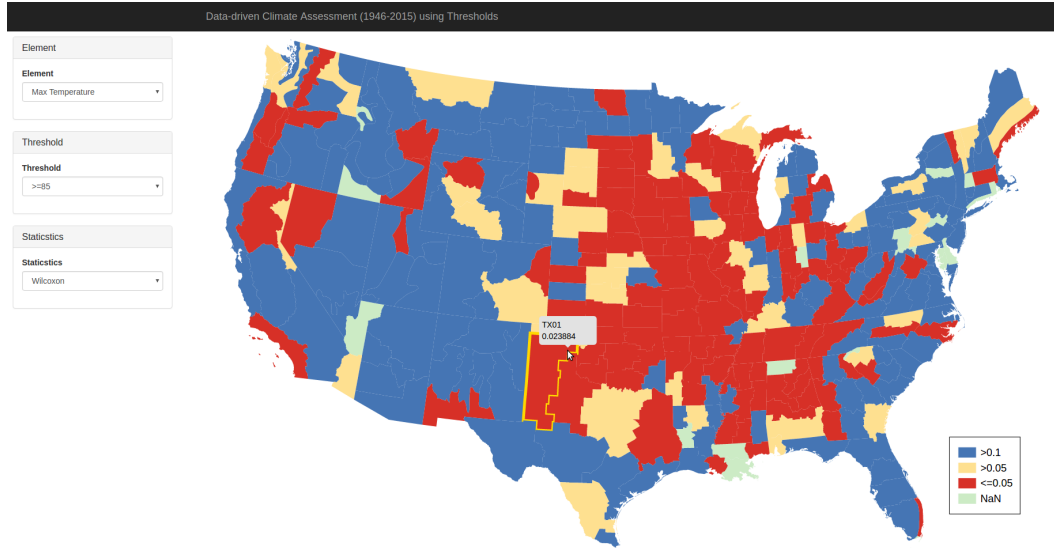 Data-driven Climate Assessment (1946-2015) using Thresholds
Element
Element
Max Temperature
Threshold
Threshold
>=85
Staticstics
Staticstics
Wilcoxon
TX01
0.023884
>0.1
>0.05
<=0.05
NaN